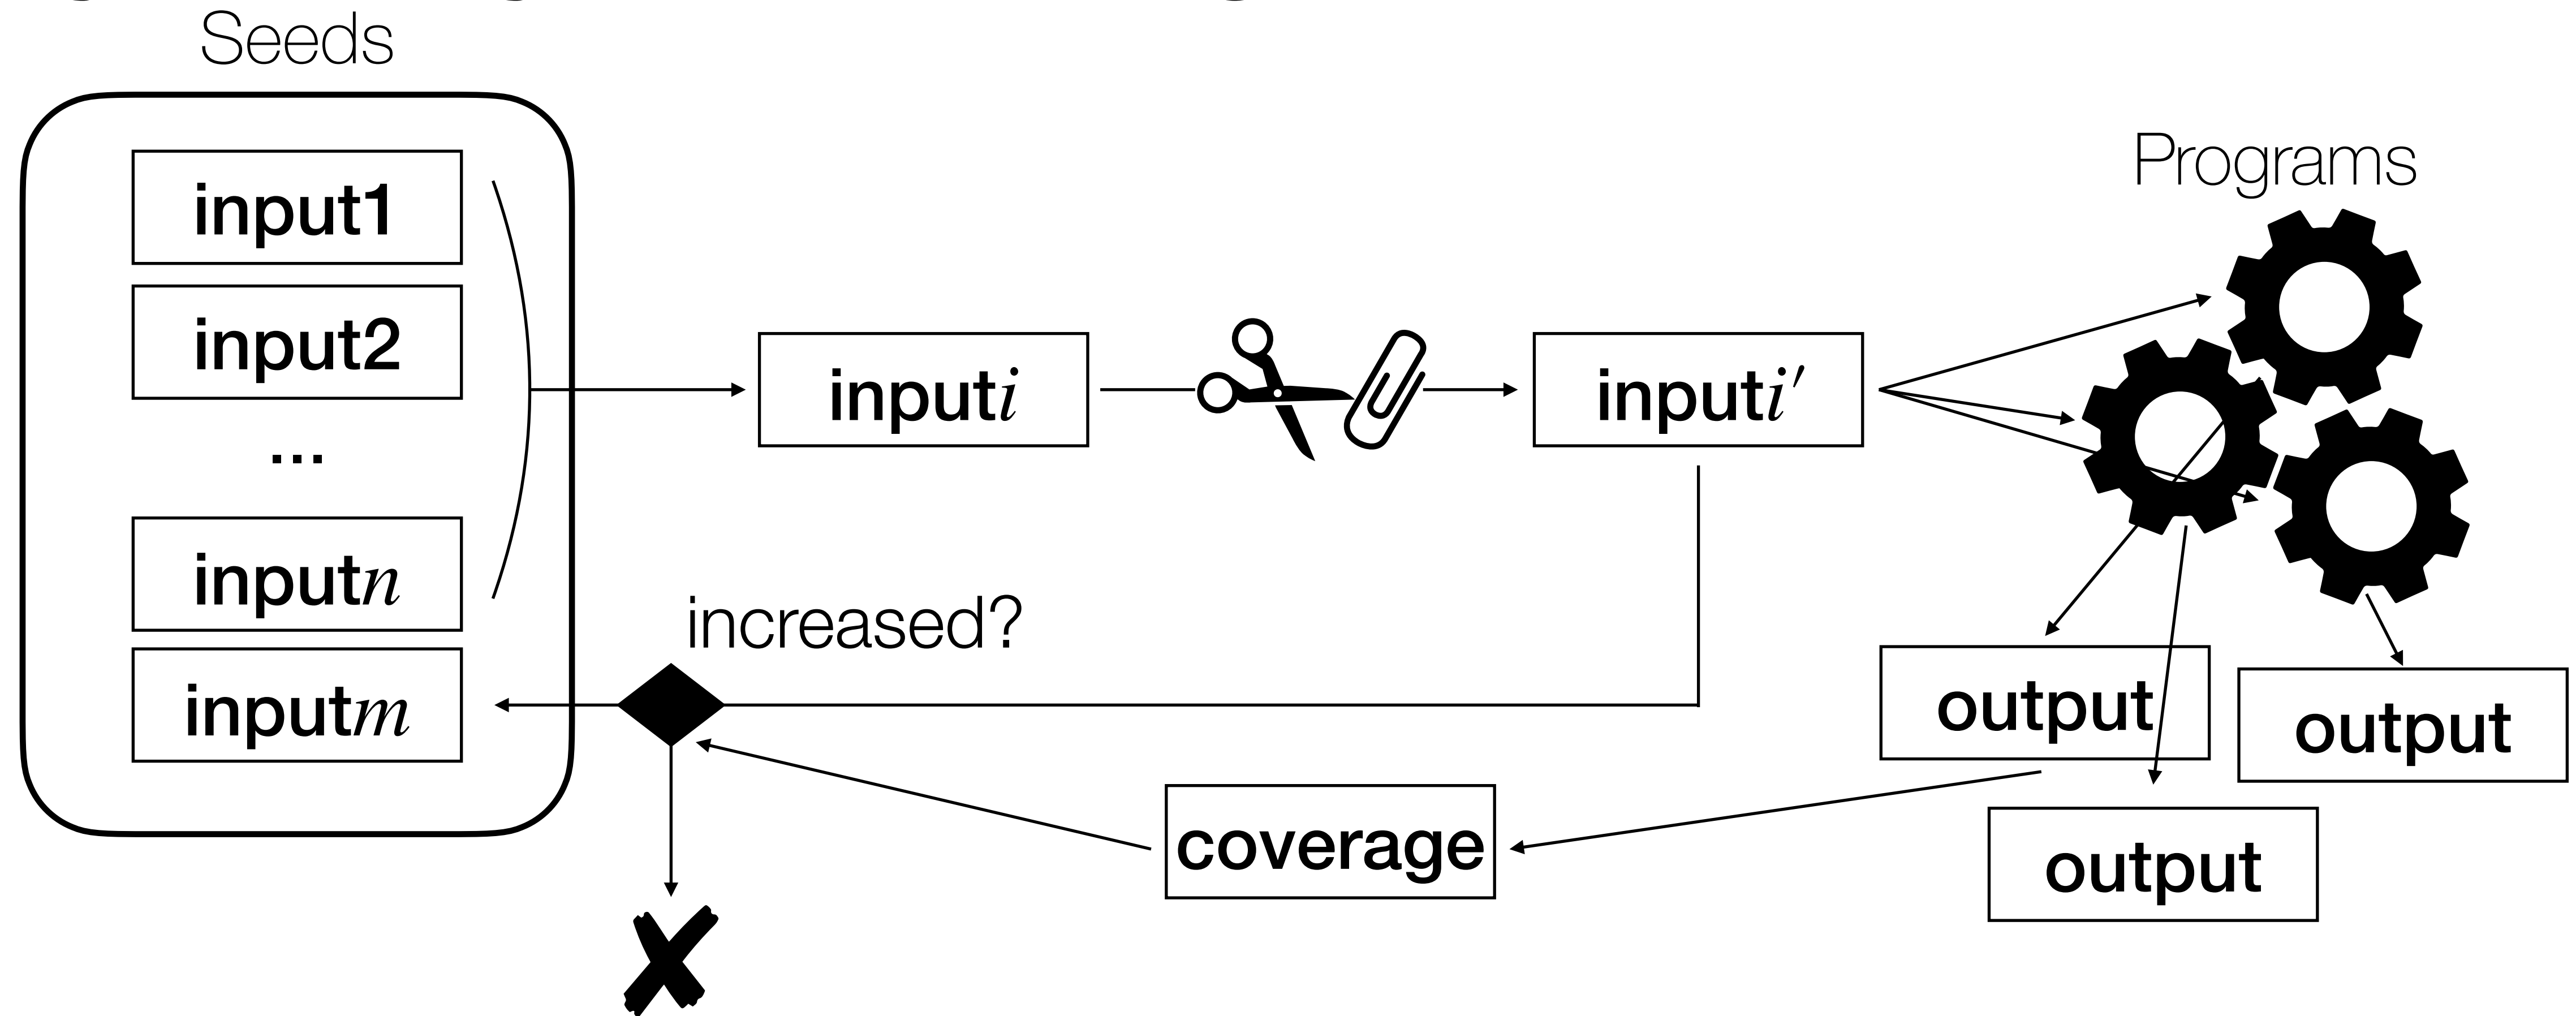 Seeds
input1
input2
...
inputn
inputm
inputi
inputi′
Programs
increased?
coverage
output
output
output